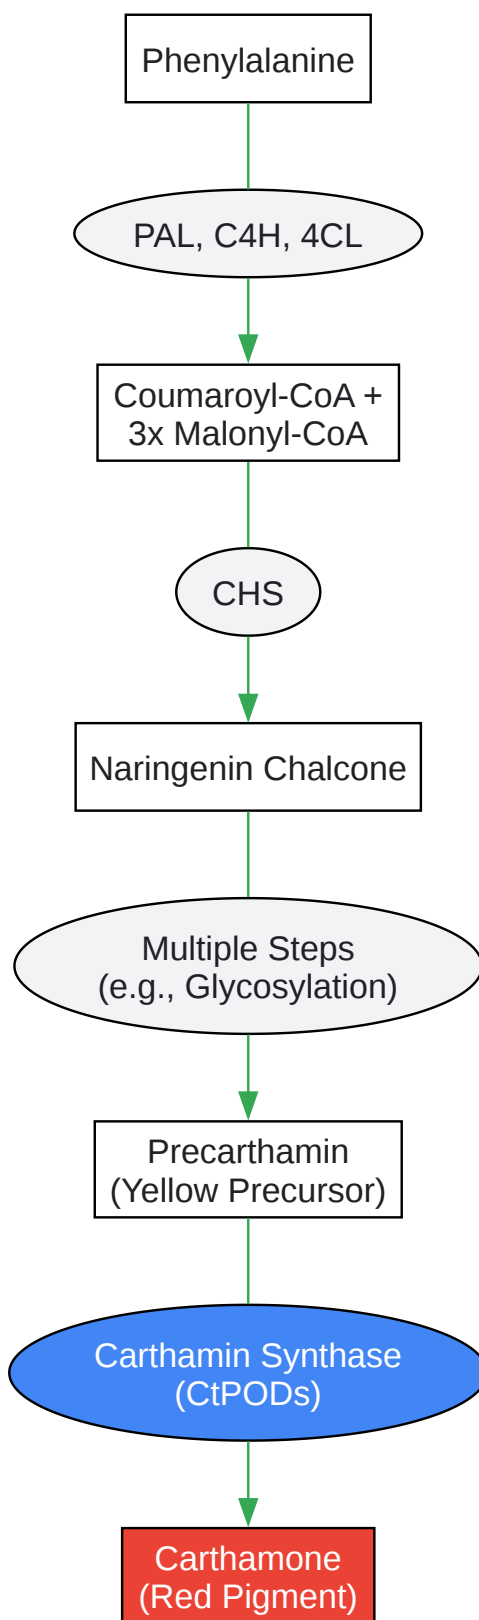 Phenylalanine
PAL, C4H, 4CL
Coumaroyl-CoA +
3x Malonyl-CoA
CHS
Naringenin Chalcone
Multiple Steps
(e.g., Glycosylation)
Precarthamin
(Yellow Precursor)
Carthamin Synthase
(CtPODs)
Carthamone
(Red Pigment)